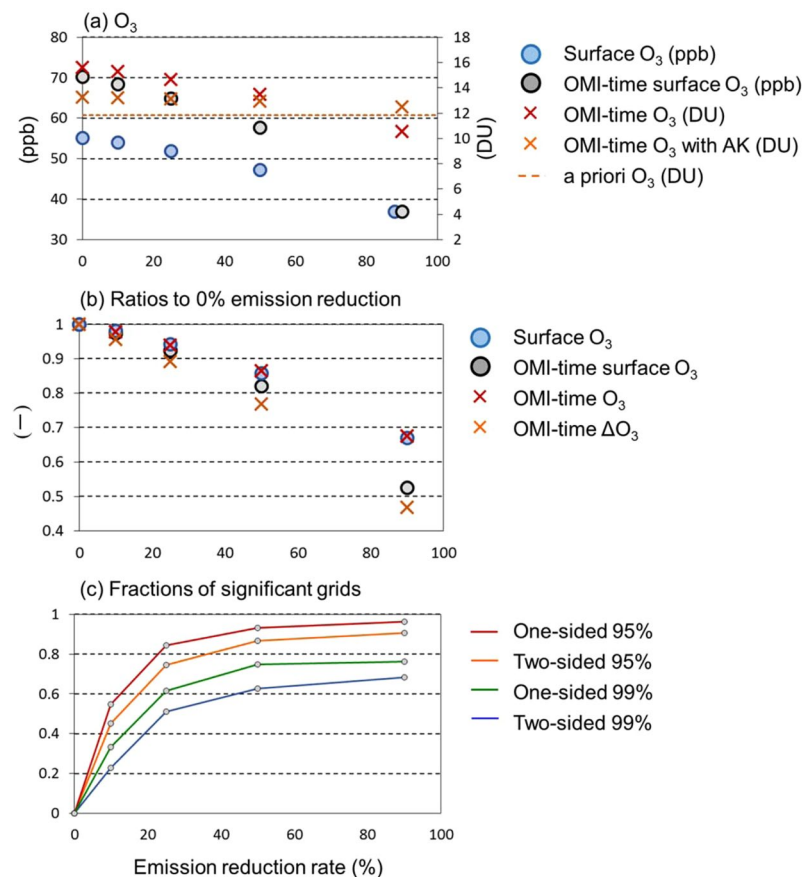 (a) O₃
80
70
60
50
40
30
(ppb)
18
16
14
12
10
8
6
4
2
(DU)
0 20 40 60 80 100
Surface O₃ (ppb)
OMI-time surface O₃ (ppb)
OMI-time O₃ (DU)
OMI-time O₃ with AK (DU)
a priori O₃ (DU)
(b) Ratios to 0% emission reduction
1
0.9
0.8
0.7
0.6
0.5
0.4
(—)
0 20 40 60 80 100
Surface O₃
OMI-time surface O₃
OMI-time O₃
OMI-time ΔO₃
(c) Fractions of significant grids
1
0.8
0.6
0.4
0.2
0
0 20 40 60 80 100
One-sided 95%
Two-sided 95%
One-sided 99%
Two-sided 99%
Emission reduction rate (%)